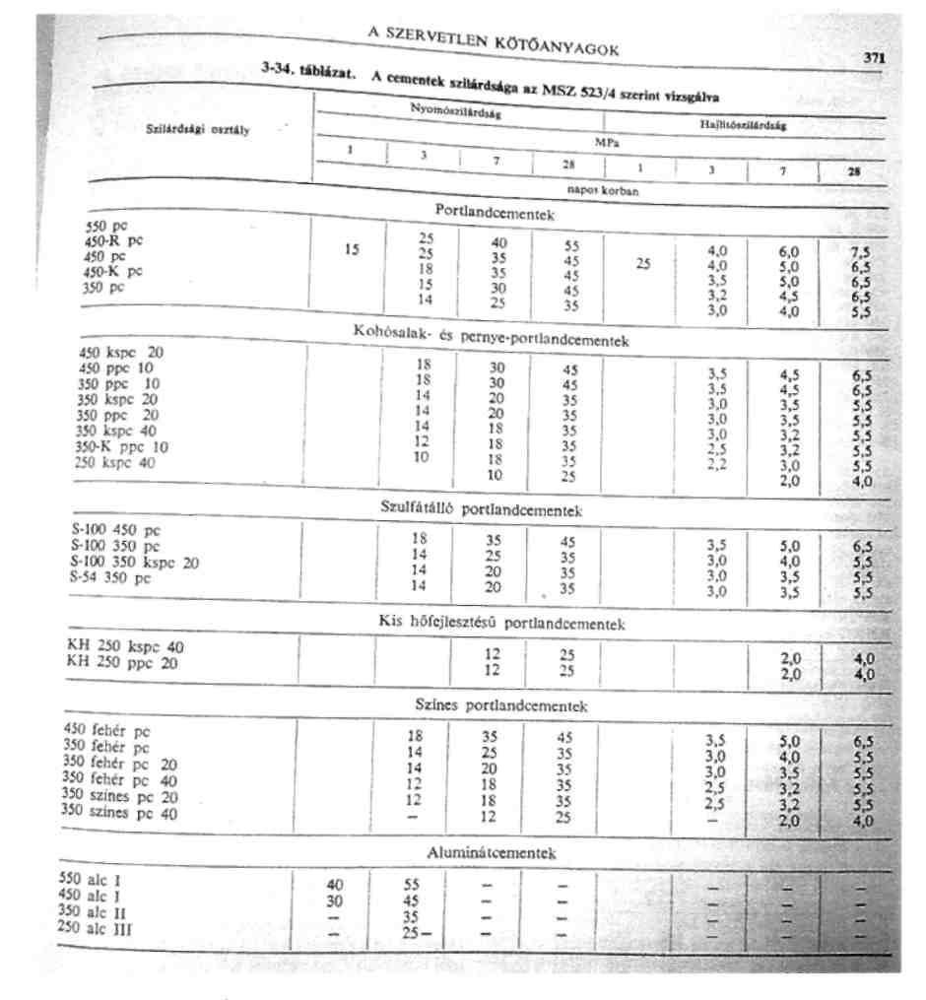 A SZERVETLEN KÖTŐANYAGOK 371
3-34. táblázat. A cementek szilárdsága az MSZ 523/4 szerint vizsgálva
Szilárdsági osztály Nyomószilárdság Hajlítószilárdság
MPa
1 3 7 28 1 3 7 28
napos korban
Portlandcementek
550 pc 25 40 55 4,0 6,0 7,5
450-R pc 15 25 35 45 25 4,0 5,0 6,5
450 pc 18 35 45 3,5 5,0 6,5
450-K pc 15 30 45 3,2 4,5 6,5
350 pc 14 25 35 3,0 4,0 5,5
Kohósalak- és pernye-portlandcementek
450 kspc 20 18 30 45 3,5 4,5 6,5
450 ppc 10 18 30 45 3,5 4,5 6,5
350 ppc 10 14 20 35 3,0 3,5 5,5
350 kspc 20 14 20 35 3,0 3,5 5,5
350 ppc 20 14 18 35 3,0 3,2 5,5
350 kspc 40 12 18 35 2,5 3,2 5,5
350-K ppc 10 10 18 35 2,2 3,0 5,5
250 kspc 40 10 25 2,0 4,0
Szulfátálló portlandcementek
S-100 450 pc 18 35 45 3,5 5,0 6,5
S-100 350 pc 14 25 35 3,0 4,0 5,5
S-100 350 kspc 20 14 20 35 3,0 3,5 5,5
S-54 350 pc 14 20 35 3,0 3,5 5,5
Kis hőfejlesztésű portlandcementek
KH 250 kspc 40 12 25 2,0 4,0
KH 250 ppc 20 12 25 2,0 4,0
Színes portlandcementek
450 fehér pc 18 35 45 3,5 5,0 6,5
350 fehér pc 14 25 35 3,0 4,0 5,5
350 fehér pc 20 14 20 35 3,0 3,5 5,5
350 fehér pc 40 12 18 35 2,5 3,2 5,5
350 színes pc 20 12 18 35 2,5 3,2 5,5
350 színes pc 40 – 12 25 – 2,0 4,0
Aluminátcementek
550 alc I 40 55 – – – – –
450 alc I 30 45 – – – – –
350 alc II – 35 – – – – –
250 alc III – 25– – – – – –